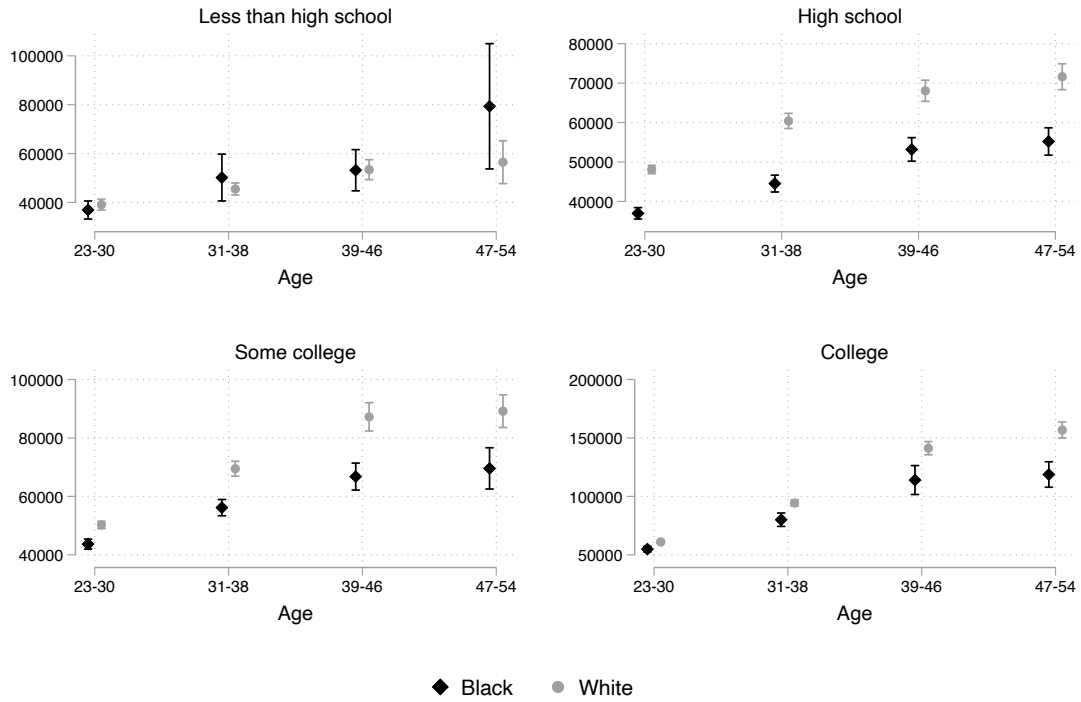 Less than high school
100000
80000
60000
40000
23-30 31-38 39-46 47-54
Age
High school
80000
70000
60000
50000
40000
23-30 31-38 39-46 47-54
Age
Some college
100000
80000
60000
40000
23-30 31-38 39-46 47-54
Age
College
200000
150000
100000
50000
23-30 31-38 39-46 47-54
Age
Black White